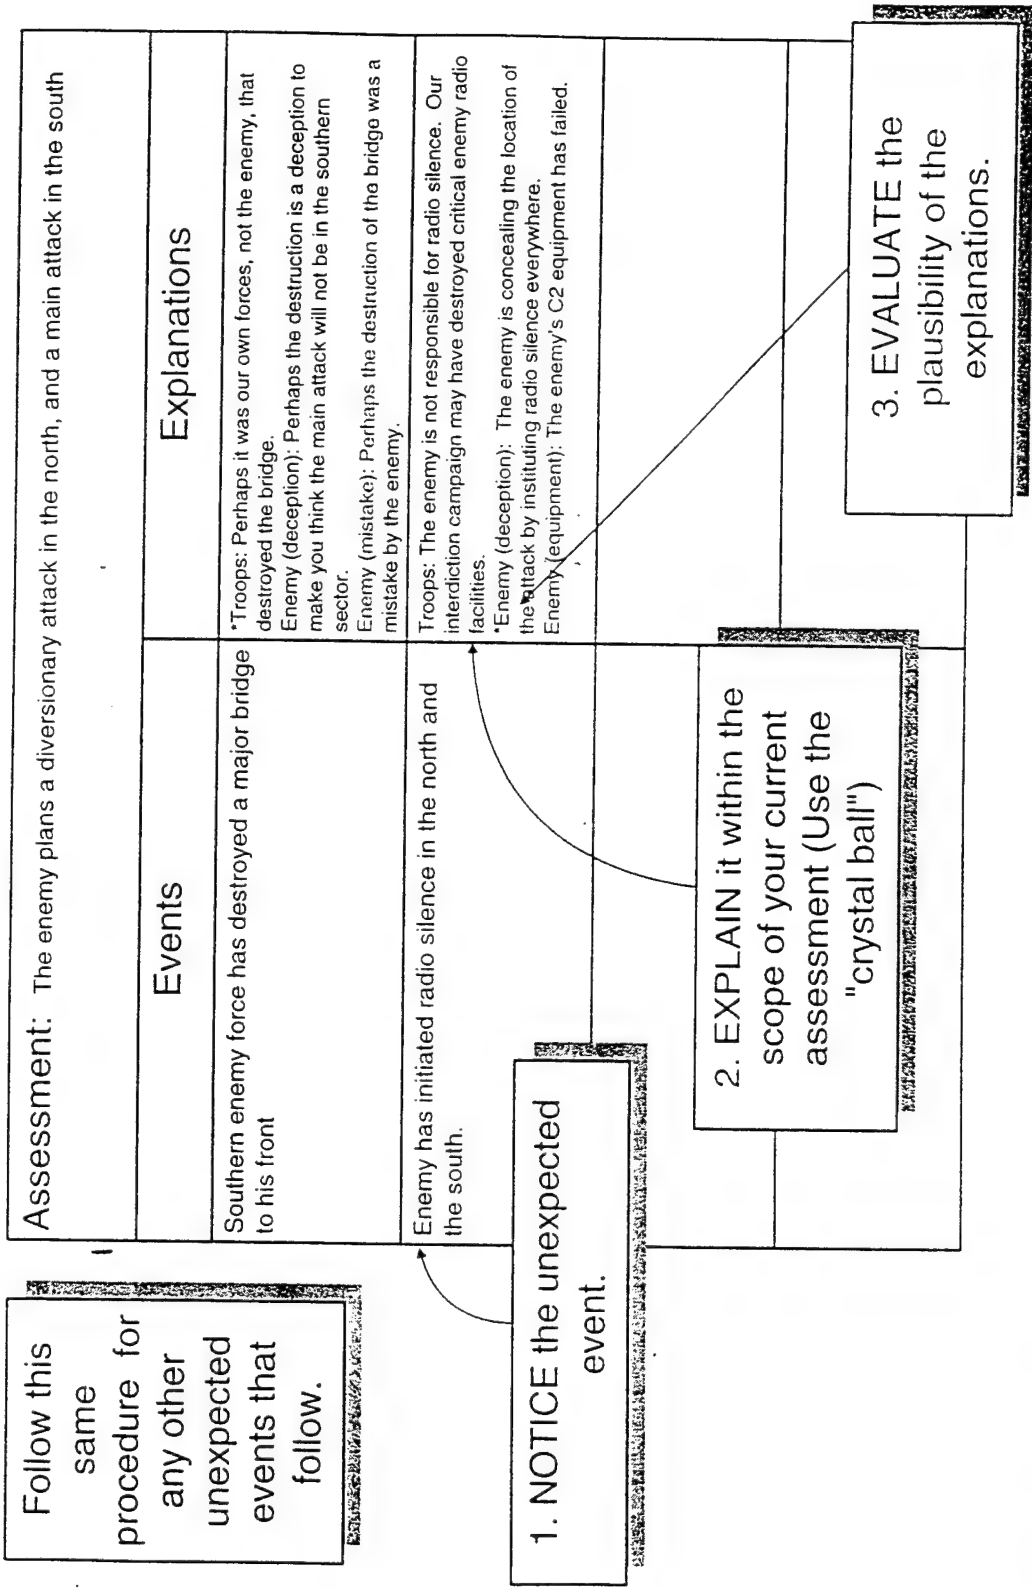 Follow this
same
procedure for
any other
unexpected
events that
follow.
Assessment: The enemy plans a diversionary attack in the north, and a main attack in the south
Events
Explanations
Southern enemy force has destroyed a major bridge
to his front
*Troops: Perhaps it was our own forces, not the enemy, that
destroyed the bridge.
Enemy (deception): Perhaps the destruction is a deception to
make you think the main attack will not be in the southern
sector.
Enemy (mistake): Perhaps the destruction of the bridge was a
mistake by the enemy.
Enemy has initiated radio silence in the north and
the south.
Troops: The enemy is not responsible for radio silence. Our
interdiction campaign may have destroyed critical enemy radio
facilities.
*Enemy (deception): The enemy is concealing the location of
the attack by instituting radio silence everywhere.
Enemy (equipment): The enemy's C2 equipment has failed.
1. NOTICE the unexpected
event.
2. EXPLAIN it within the
scope of your current
assessment (Use the
"crystal ball")
3. EVALUATE the
plausibility of the
explanations.